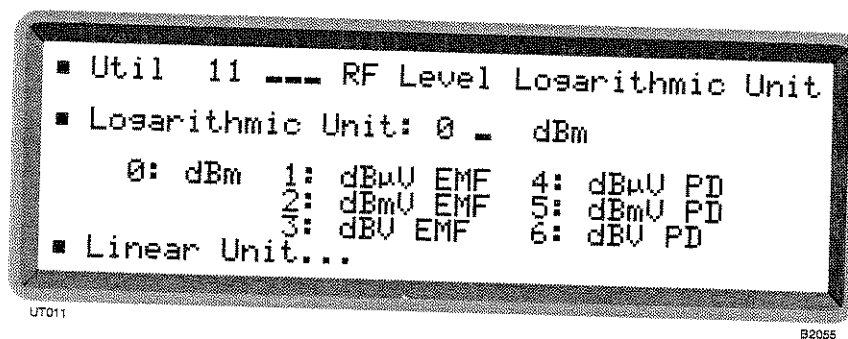 ▪ Util 11 ___ RF Level Logarithmic Unit
▪ Logarithmic Unit: 0 _ dBm
0: dBm 1: dBµV EMF 4: dBµV PD
2: dBmV EMF 5: dBmV PD
3: dBV EMF 6: dBV PD
▪ Linear Unit...
UT011
B2055